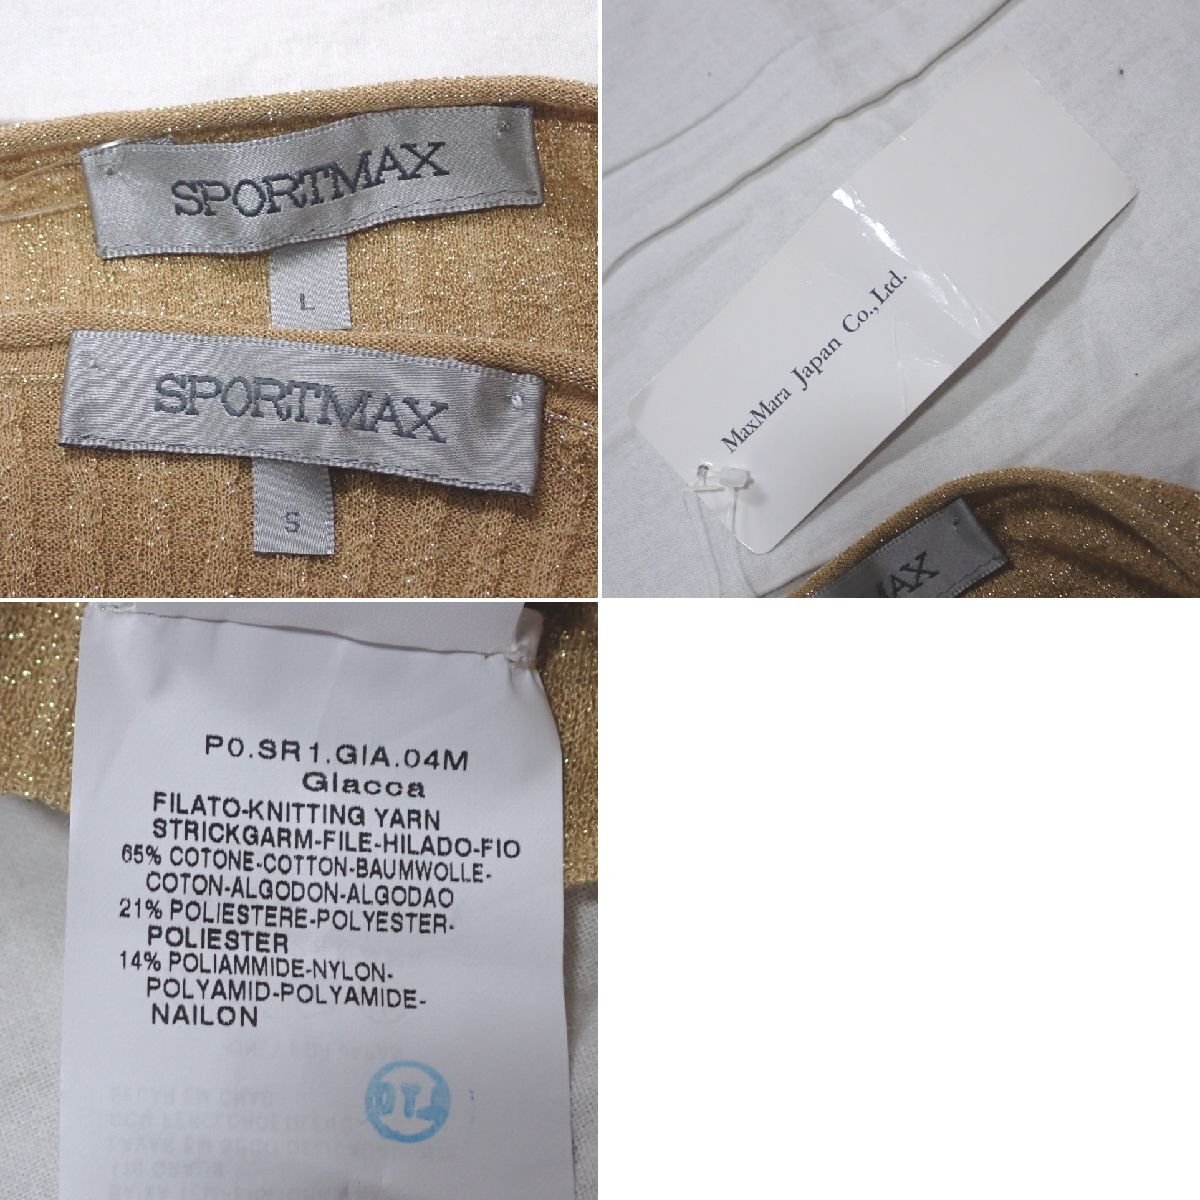 SPORTMAX
L
SPORTMAX
S
MaxMara Japan Co.,Ltd.
MAX
P0.SR1.GIA.04M
Giacca
FILATO-KNITTING YARN
STRICKGARM-FILE-HILADO-FIO
65% COTONE-COTTON-BAUMWOLLE-
COTON-ALGODON-ALGODAO
21% POLIESTERE-POLYESTER-
POLIESTER
14% POLIAMMIDE-NYLON-
POLYAMID-POLYAMIDE-
NAILON